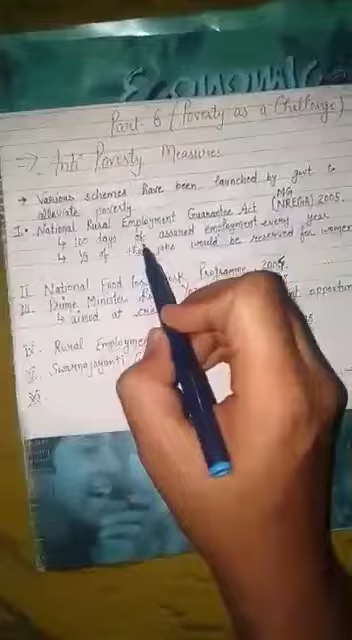 Economic
Part-6 (Poverty as a Challenge)
=> Anti Poverty Measures
→ Various schemes have been launched by govt to
alleviate poverty.
I. National Rural Employment Guarantee Act (MG NREGA) 2005.
↳ 100 days of assured employment every year
↳ 1/3 of jobs would be reserved for women
II National Food for Work Programme 2004
III. Prime Minister
↳ aimed at
IV. Rural Employment
V. Swarnajayanti
VI.